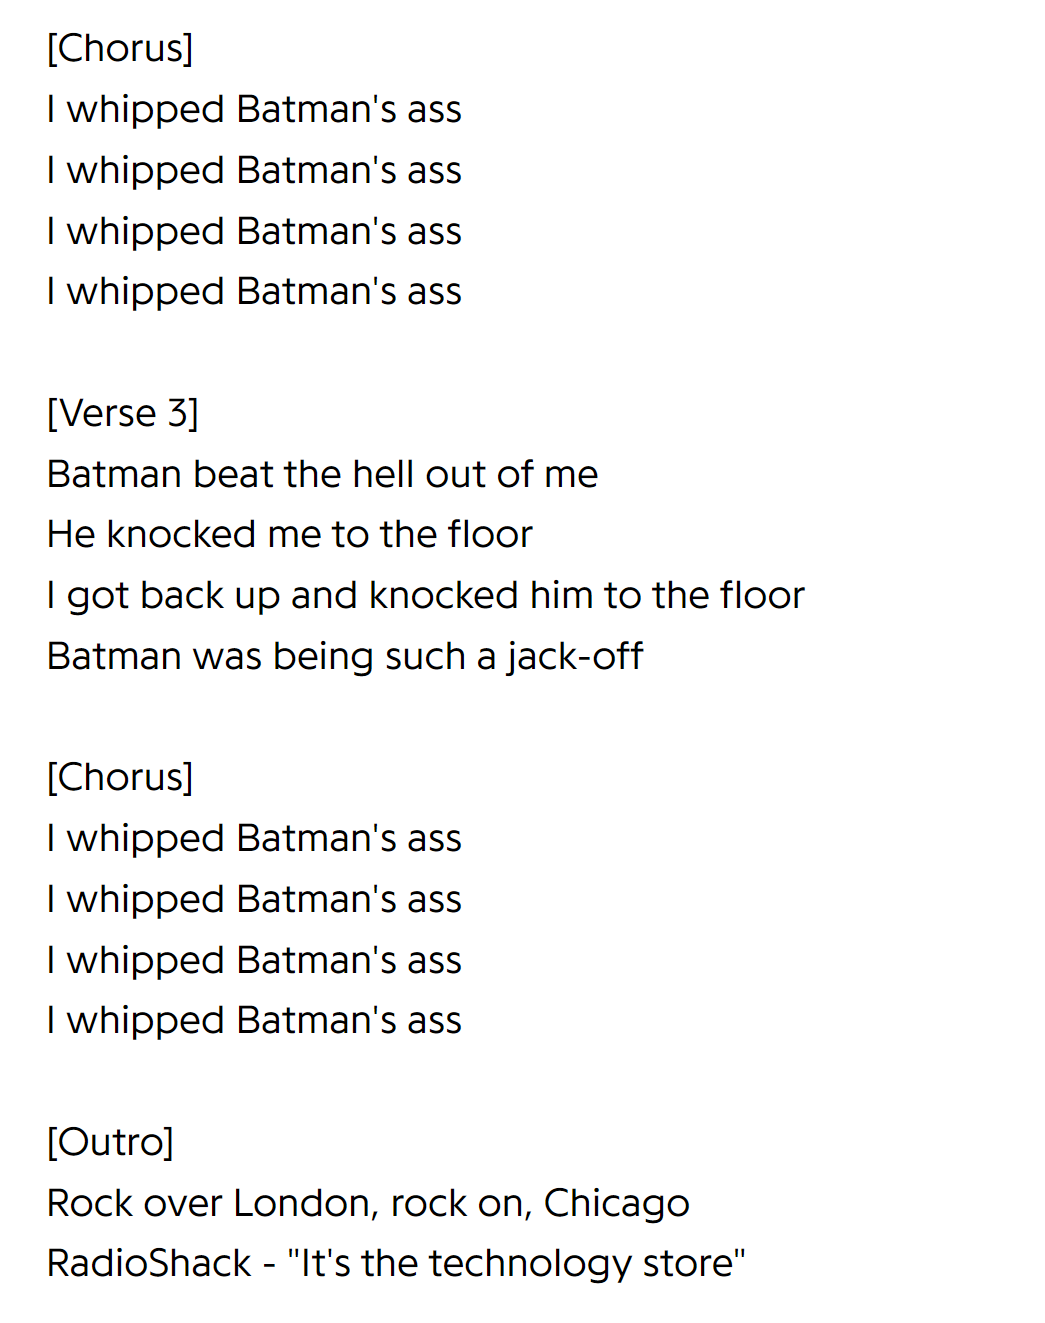 [Chorus]
I whipped Batman's ass
I whipped Batman's ass
I whipped Batman's ass
I whipped Batman's ass
[Verse 3]
Batman beat the hell out of me
He knocked me to the floor
I got back up and knocked him to the floor
Batman was being such a jack-off
[Chorus]
I whipped Batman's ass
I whipped Batman's ass
I whipped Batman's ass
I whipped Batman's ass
[Outro]
Rock over London, rock on, Chicago
RadioShack - "It's the technology store"